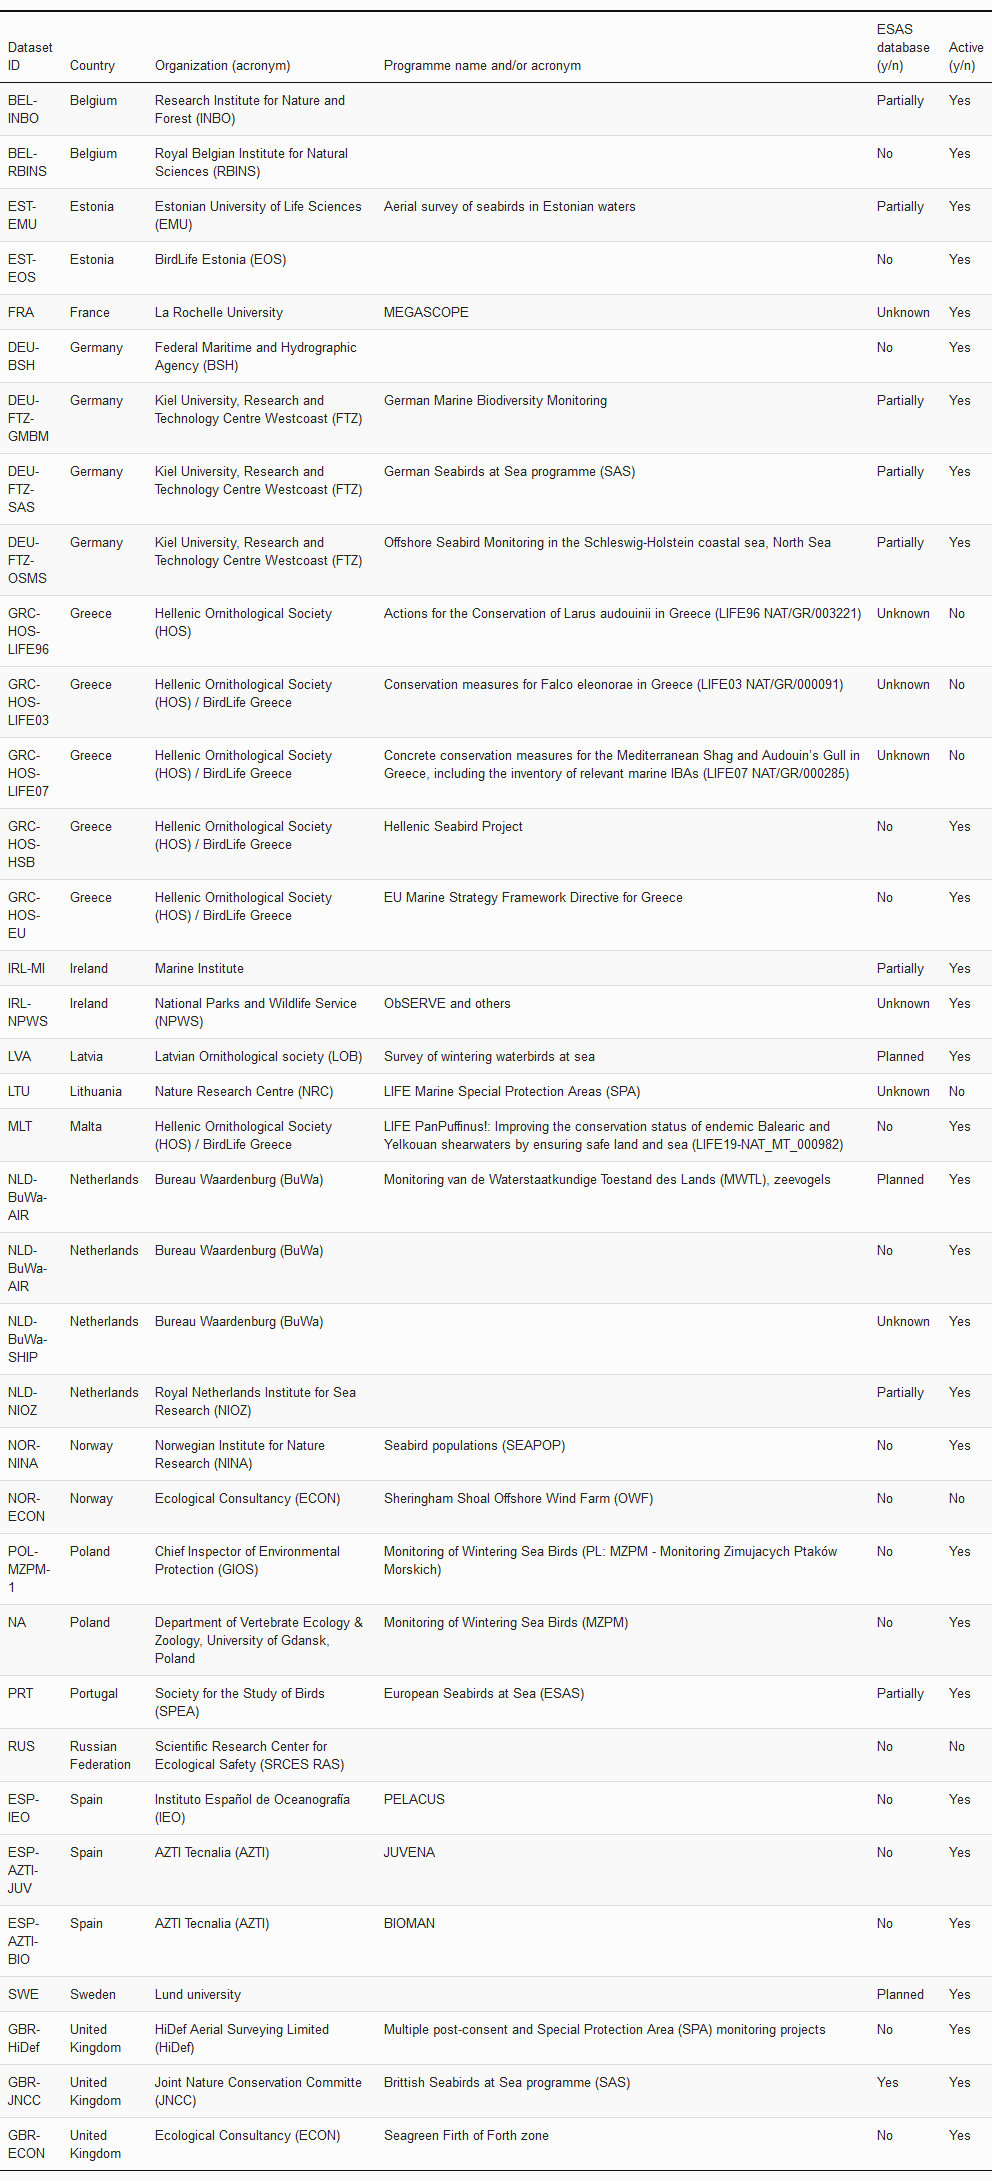 Dataset ID Country Organization (acronym) Programme name and/or acronym ESAS database (y/n) Active (y/n)
BEL-INBO Belgium Research Institute for Nature and Forest (INBO) Partially Yes
BEL-RBINS Belgium Royal Belgian Institute for Natural Sciences (RBINS) No Yes
EST-EMU Estonia Estonian University of Life Sciences (EMU) Aerial survey of seabirds in Estonian waters Partially Yes
EST-EOS Estonia BirdLife Estonia (EOS) No Yes
FRA France La Rochelle University MEGASCOPE Unknown Yes
DEU-BSH Germany Federal Maritime and Hydrographic Agency (BSH) No Yes
DEU-FTZ-GMBM Germany Kiel University, Research and Technology Centre Westcoast (FTZ) German Marine Biodiversity Monitoring Partially Yes
DEU-FTZ-SAS Germany Kiel University, Research and Technology Centre Westcoast (FTZ) German Seabirds at Sea programme (SAS) Partially Yes
DEU-FTZ-OSMS Germany Kiel University, Research and Technology Centre Westcoast (FTZ) Offshore Seabird Monitoring in the Schleswig-Holstein coastal sea, North Sea Partially Yes
GRC-HOS-LIFE96 Greece Hellenic Ornithological Society (HOS) Actions for the Conservation of Larus audouinii in Greece (LIFE96 NAT/GR/003221) Unknown No
GRC-HOS-LIFE03 Greece Hellenic Ornithological Society (HOS) / BirdLife Greece Conservation measures for Falco eleonorae in Greece (LIFE03 NAT/GR/000091) Unknown No
GRC-HOS-LIFE07 Greece Hellenic Ornithological Society (HOS) / BirdLife Greece Concrete conservation measures for the Mediterranean Shag and Audouin's Gull in Greece, including the inventory of relevant marine IBAs (LIFE07 NAT/GR/000285) Unknown No
GRC-HOS-HSB Greece Hellenic Ornithological Society (HOS) / BirdLife Greece Hellenic Seabird Project No Yes
GRC-HOS-EU Greece Hellenic Ornithological Society (HOS) / BirdLife Greece EU Marine Strategy Framework Directive for Greece No Yes
IRL-MI Ireland Marine Institute Partially Yes
IRL-NPWS Ireland National Parks and Wildlife Service (NPWS) ObSERVE and others Unknown Yes
LVA Latvia Latvian Ornithological society (LOB) Survey of wintering waterbirds at sea Planned Yes
LTU Lithuania Nature Research Centre (NRC) LIFE Marine Special Protection Areas (SPA) Unknown No
MLT Malta Hellenic Ornithological Society (HOS) / BirdLife Greece LIFE PanPuffinus!: Improving the conservation status of endemic Balearic and Yelkouan shearwaters by ensuring safe land and sea (LIFE19-NAT_MT_000982) No Yes
NLD-BuWa-AIR Netherlands Bureau Waardenburg (BuWa) Monitoring van de Waterstaatkundige Toestand des Lands (MWTL), zeevogels Planned Yes
NLD-BuWa-AIR Netherlands Bureau Waardenburg (BuWa) No Yes
NLD-BuWa-SHIP Netherlands Bureau Waardenburg (BuWa) Unknown Yes
NLD-NIOZ Netherlands Royal Netherlands Institute for Sea Research (NIOZ) Partially Yes
NOR-NINA Norway Norwegian Institute for Nature Research (NINA) Seabird populations (SEAPOP) No Yes
NOR-ECON Norway Ecological Consultancy (ECON) Sheringham Shoal Offshore Wind Farm (OWF) No No
POL-MZPM-1 Poland Chief Inspector of Environmental Protection (GIOS) Monitoring of Wintering Sea Birds (PL: MZPM - Monitoring Zimujacych Ptaków Morskich) No Yes
NA Poland Department of Vertebrate Ecology & Zoology, University of Gdansk, Poland Monitoring of Wintering Sea Birds (MZPM) No Yes
PRT Portugal Society for the Study of Birds (SPEA) European Seabirds at Sea (ESAS) Partially Yes
RUS Russian Federation Scientific Research Center for Ecological Safety (SRCES RAS) No No
ESP-IEO Spain Instituto Español de Oceanografía (IEO) PELACUS No Yes
ESP-AZTI-JUV Spain AZTI Tecnalia (AZTI) JUVENA No Yes
ESP-AZTI-BIO Spain AZTI Tecnalia (AZTI) BIOMAN No Yes
SWE Sweden Lund university Planned Yes
GBR-HiDef United Kingdom HiDef Aerial Surveying Limited (HiDef) Multiple post-consent and Special Protection Area (SPA) monitoring projects No Yes
GBR-JNCC United Kingdom Joint Nature Conservation Committe (JNCC) Brittish Seabirds at Sea programme (SAS) Yes Yes
GBR-ECON United Kingdom Ecological Consultancy (ECON) Seagreen Firth of Forth zone No Yes